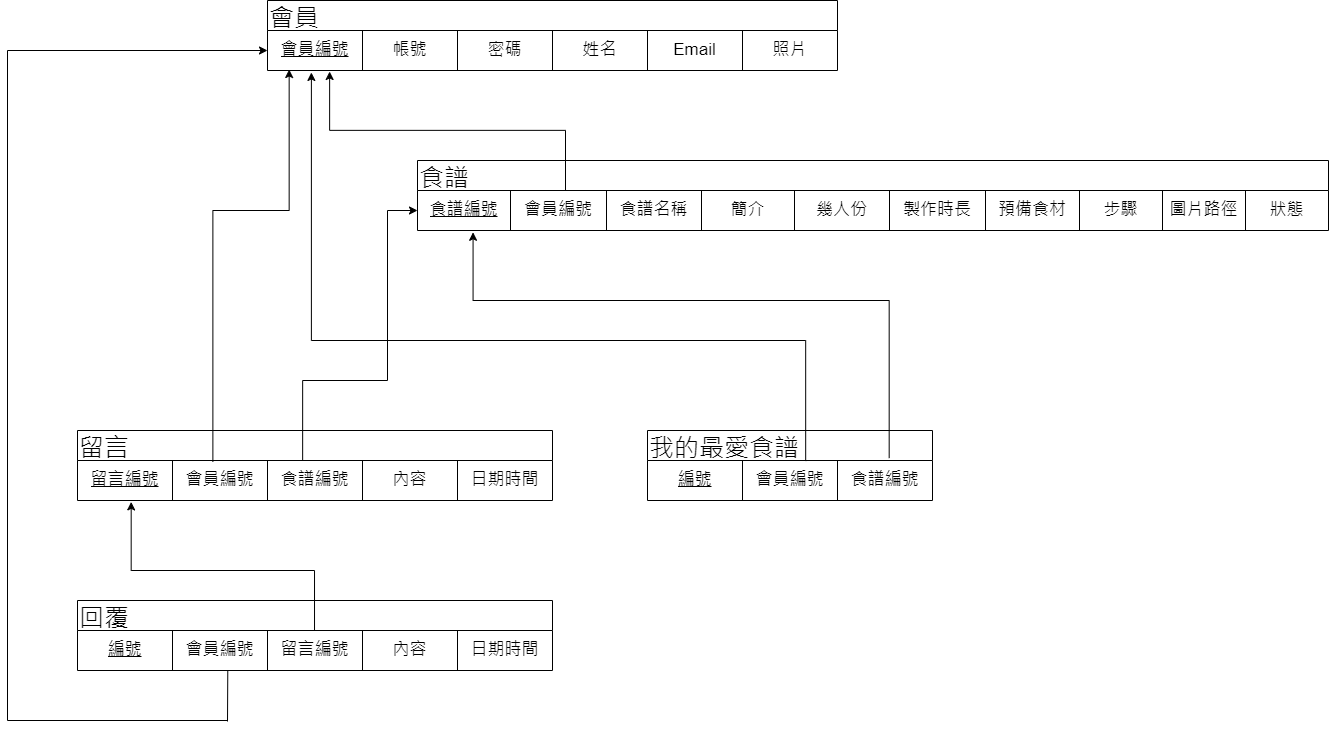 會員
會員編號 帳號 密碼 姓名 Email 照片
食譜
食譜編號 會員編號 食譜名稱 簡介 幾人份 製作時長 預備食材 步驟 圖片路徑 狀態
留言
留言編號 會員編號 食譜編號 內容 日期時間
我的最愛食譜
編號 會員編號 食譜編號
回覆
編號 會員編號 留言編號 內容 日期時間